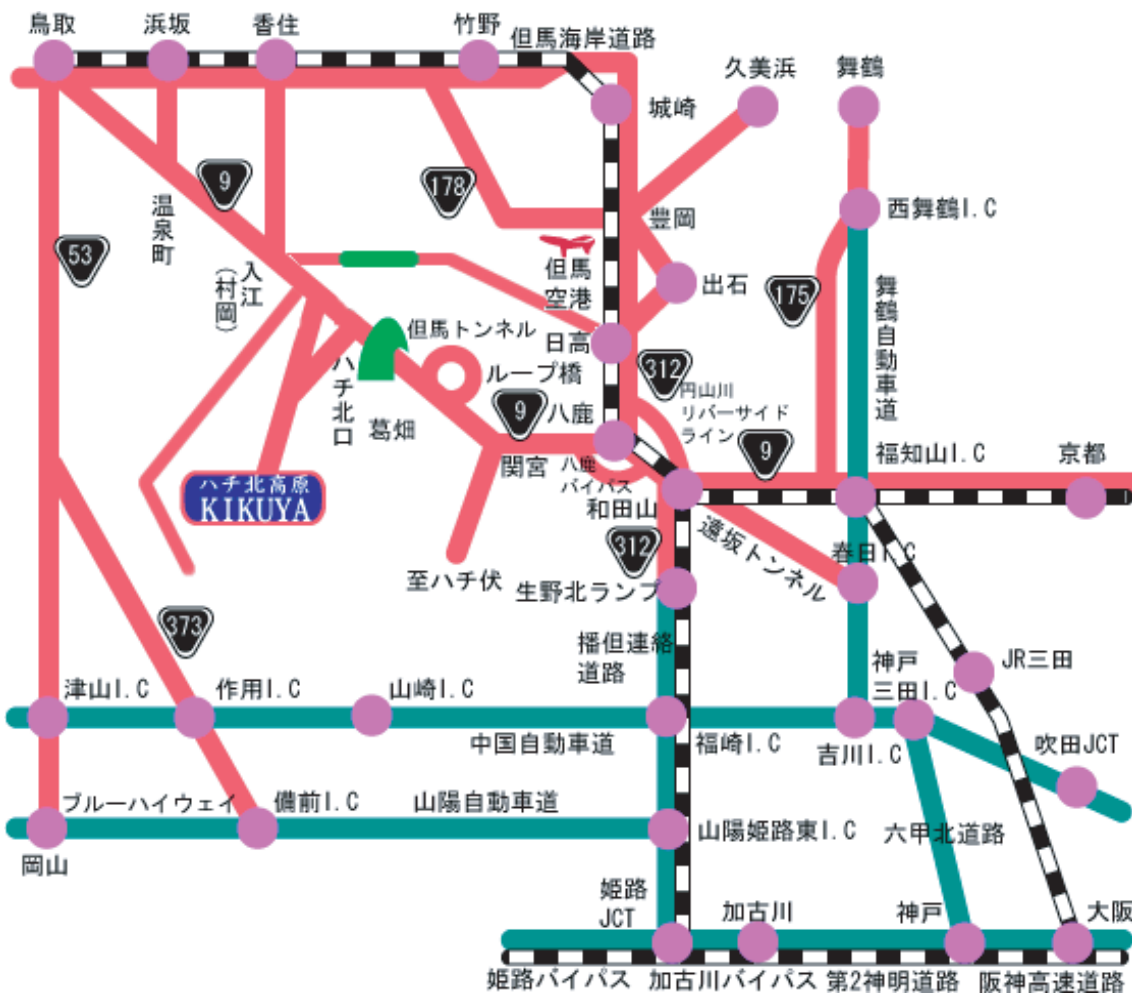 鳥取
浜坂
香住
竹野
但馬海岸道路
久美浜
舞鶴
城崎
9
178
温泉町
豊岡
西舞鶴I.C
53
入江
(村岡)
但馬
空港
出石
175
舞鶴自動車道
但馬トンネル
日高
ハチ北口
ループ橋
312
円山川
リバーサイド
ライン
葛畑
9
八鹿
9
関宮
八鹿
バイパス
福知山I.C
京都
ハチ北高原
KIKUYA
和田山
312
遠坂トンネル
春日I.C
至ハチ伏
生野北ランプ
373
播但連絡
道路
神戸
三田I.C
JR三田
津山I.C
作用I.C
山崎I.C
中国自動車道
福崎I.C
吉川I.C
吹田JCT
ブルーハイウェイ
備前I.C
山陽自動車道
山陽姫路東I.C
六甲北道路
岡山
姫路
JCT
加古川
神戸
大阪
姫路バイパス
加古川バイパス
第2神明道路
阪神高速道路